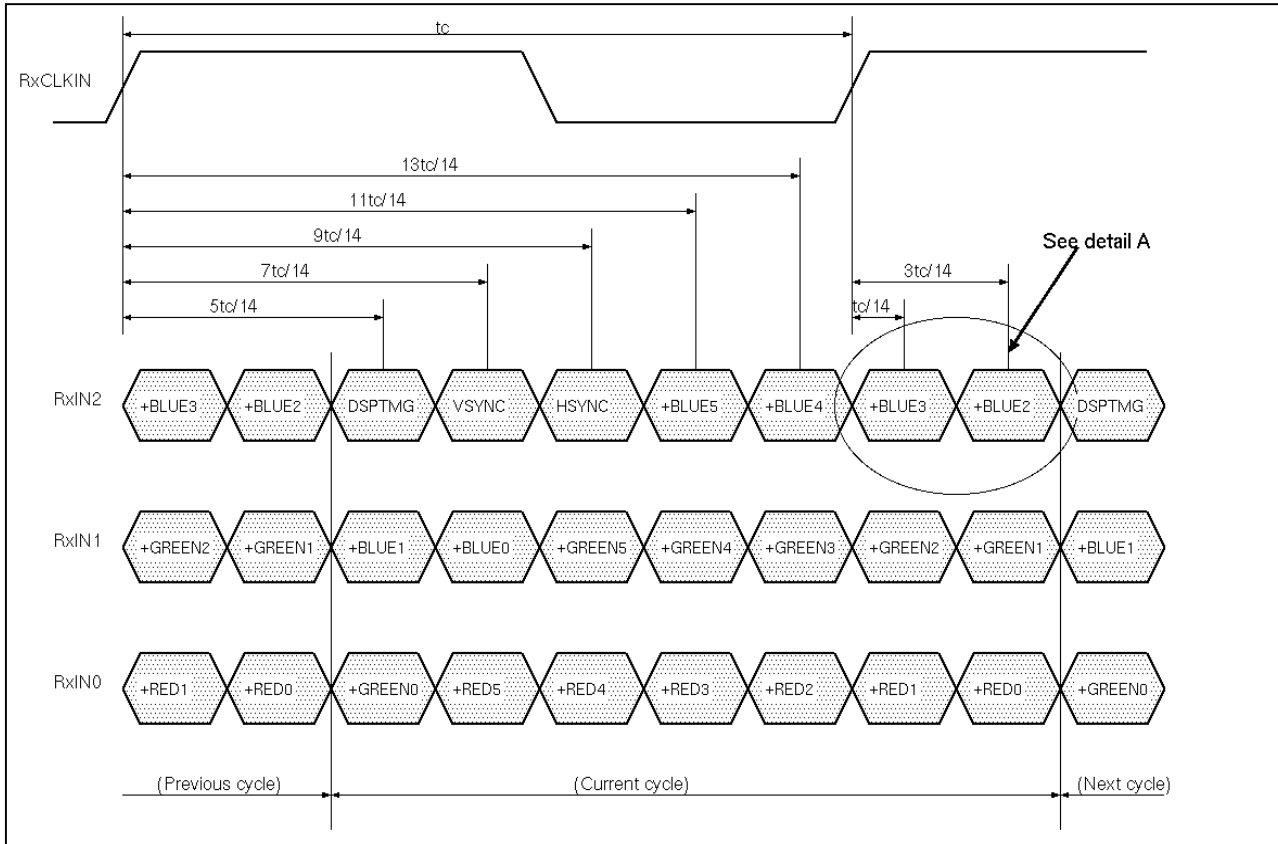 tc
RxCLKIN
13tc/14
11tc/14
9tc/14
7tc/14
5tc/14
See detail A
3tc/14
tc/14
RxIN2 +BLUE3 +BLUE2 DSPTMG VSYNC HSYNC +BLUE5 +BLUE4 +BLUE3 +BLUE2 DSPTMG
RxIN1 +GREEN2 +GREEN1 +BLUE1 +BLUE0 +GREEN5 +GREEN4 +GREEN3 +GREEN2 +GREEN1 +BLUE1
RxIN0 +RED1 +RED0 +GREEN0 +RED5 +RED4 +RED3 +RED2 +RED1 +RED0 +GREEN0
(Previous cycle) (Current cycle) (Next cycle)